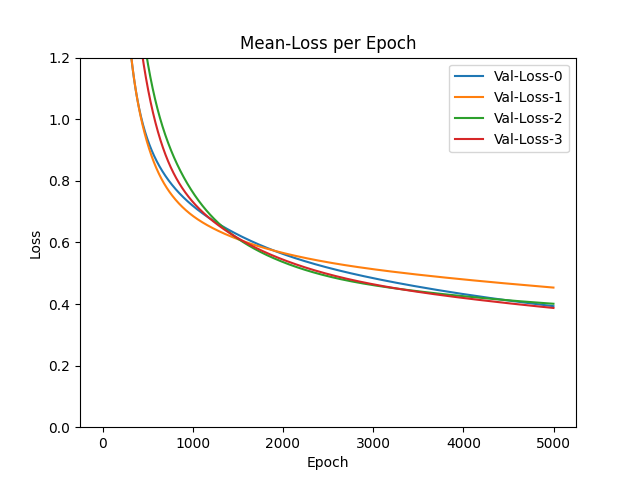 Mean-Loss per Epoch
1.2
1.0
0.8
0.6
0.4
0.2
0.0
Loss
Val-Loss-0
Val-Loss-1
Val-Loss-2
Val-Loss-3
0 1000 2000 3000 4000 5000
Epoch